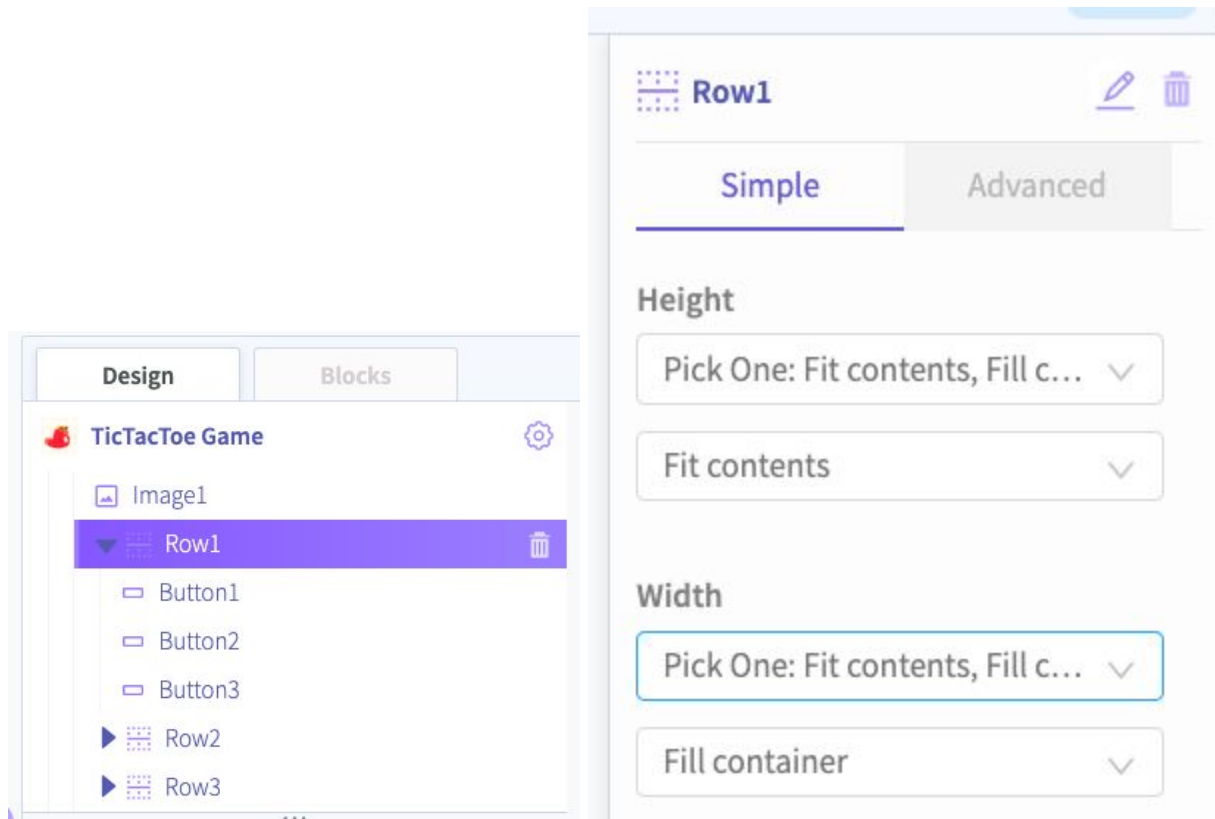 Design
Blocks
TicTacToe Game
Image1
Row1
Button1
Button2
Button3
Row2
Row3
Row1
Simple
Advanced
Height
Pick One: Fit contents, Fill c...
Fit contents
Width
Pick One: Fit contents, Fill c...
Fill container